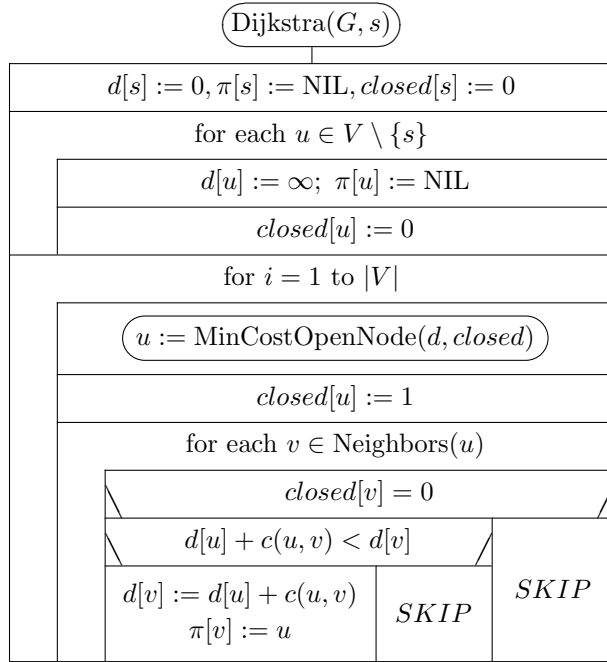 Dijkstra(G, s)
d[s] := 0, π[s] := NIL, closed[s] := 0
for each u ∈ V \ {s}
d[u] := ∞; π[u] := NIL
closed[u] := 0
for i = 1 to |V|
u := MinCostOpenNode(d, closed)
closed[u] := 1
for each v ∈ Neighbors(u)
closed[v] = 0
d[u] + c(u, v) < d[v]
d[v] := d[u] + c(u, v)
π[v] := u
SKIP
SKIP